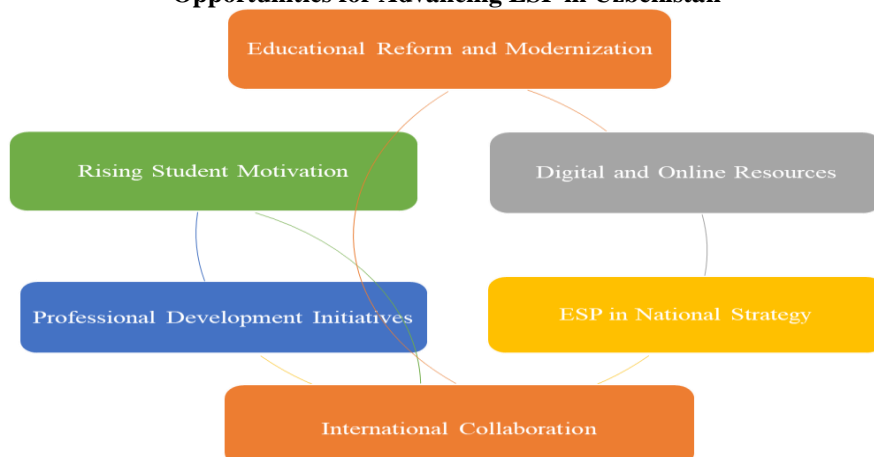 Opportunities for Advancing ESP in Uzbekistan
Educational Reform and Modernization
Rising Student Motivation
Digital and Online Resources
Professional Development Initiatives
ESP in National Strategy
International Collaboration